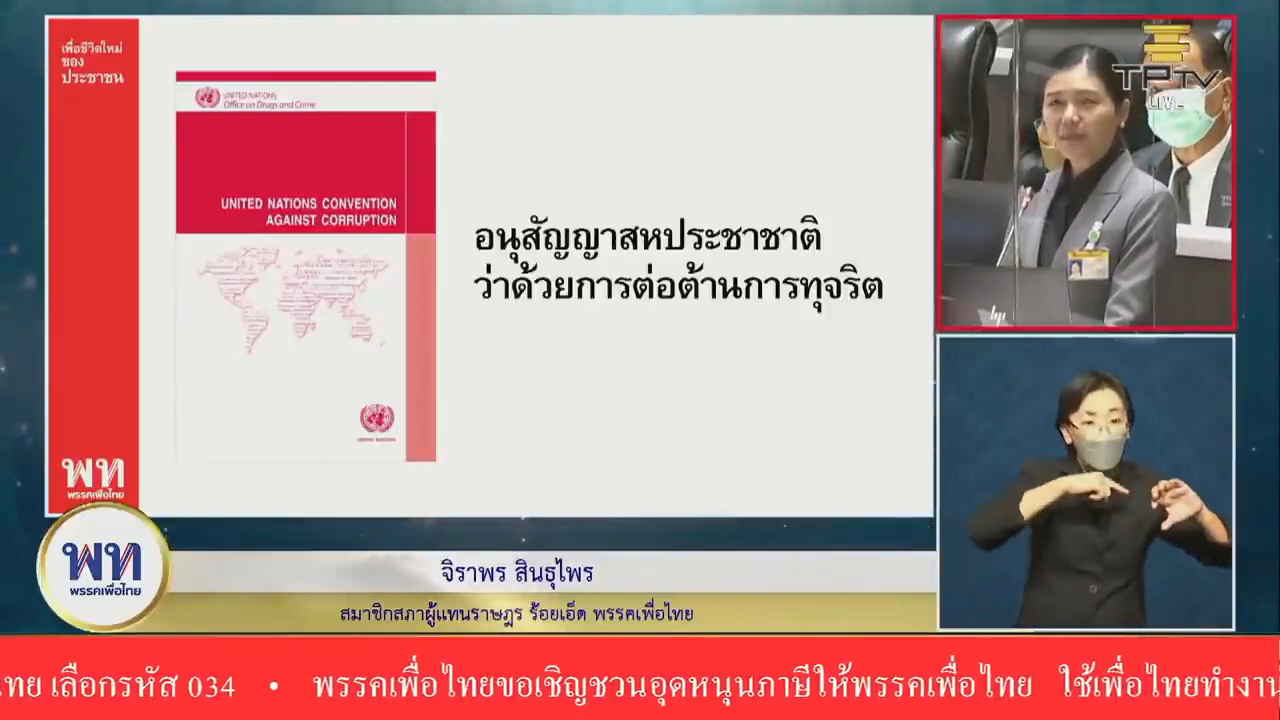 เพื่อชีวิตใหม่
ของ
ประชาชน
UNITED NATIONS
Office on Drugs and Crime
UNITED NATIONS CONVENTION
AGAINST CORRUPTION
UNITED NATIONS
อนุสัญญาสหประชาชาติ
ว่าด้วยการต่อต้านการทุจริต
TPTV
LIVE
พท
พรรคเพื่อไทย
พท
พรรคเพื่อไทย
จิราพร สินธุไพร
สมาชิกสภาผู้แทนราษฎร ร้อยเอ็ด พรรคเพื่อไทย
ไทย เลือกรหัส 034 • พรรคเพื่อไทยขอเชิญชวนอุดหนุนภาษีให้พรรคเพื่อไทย ใช้เพื่อไทยทำงาน